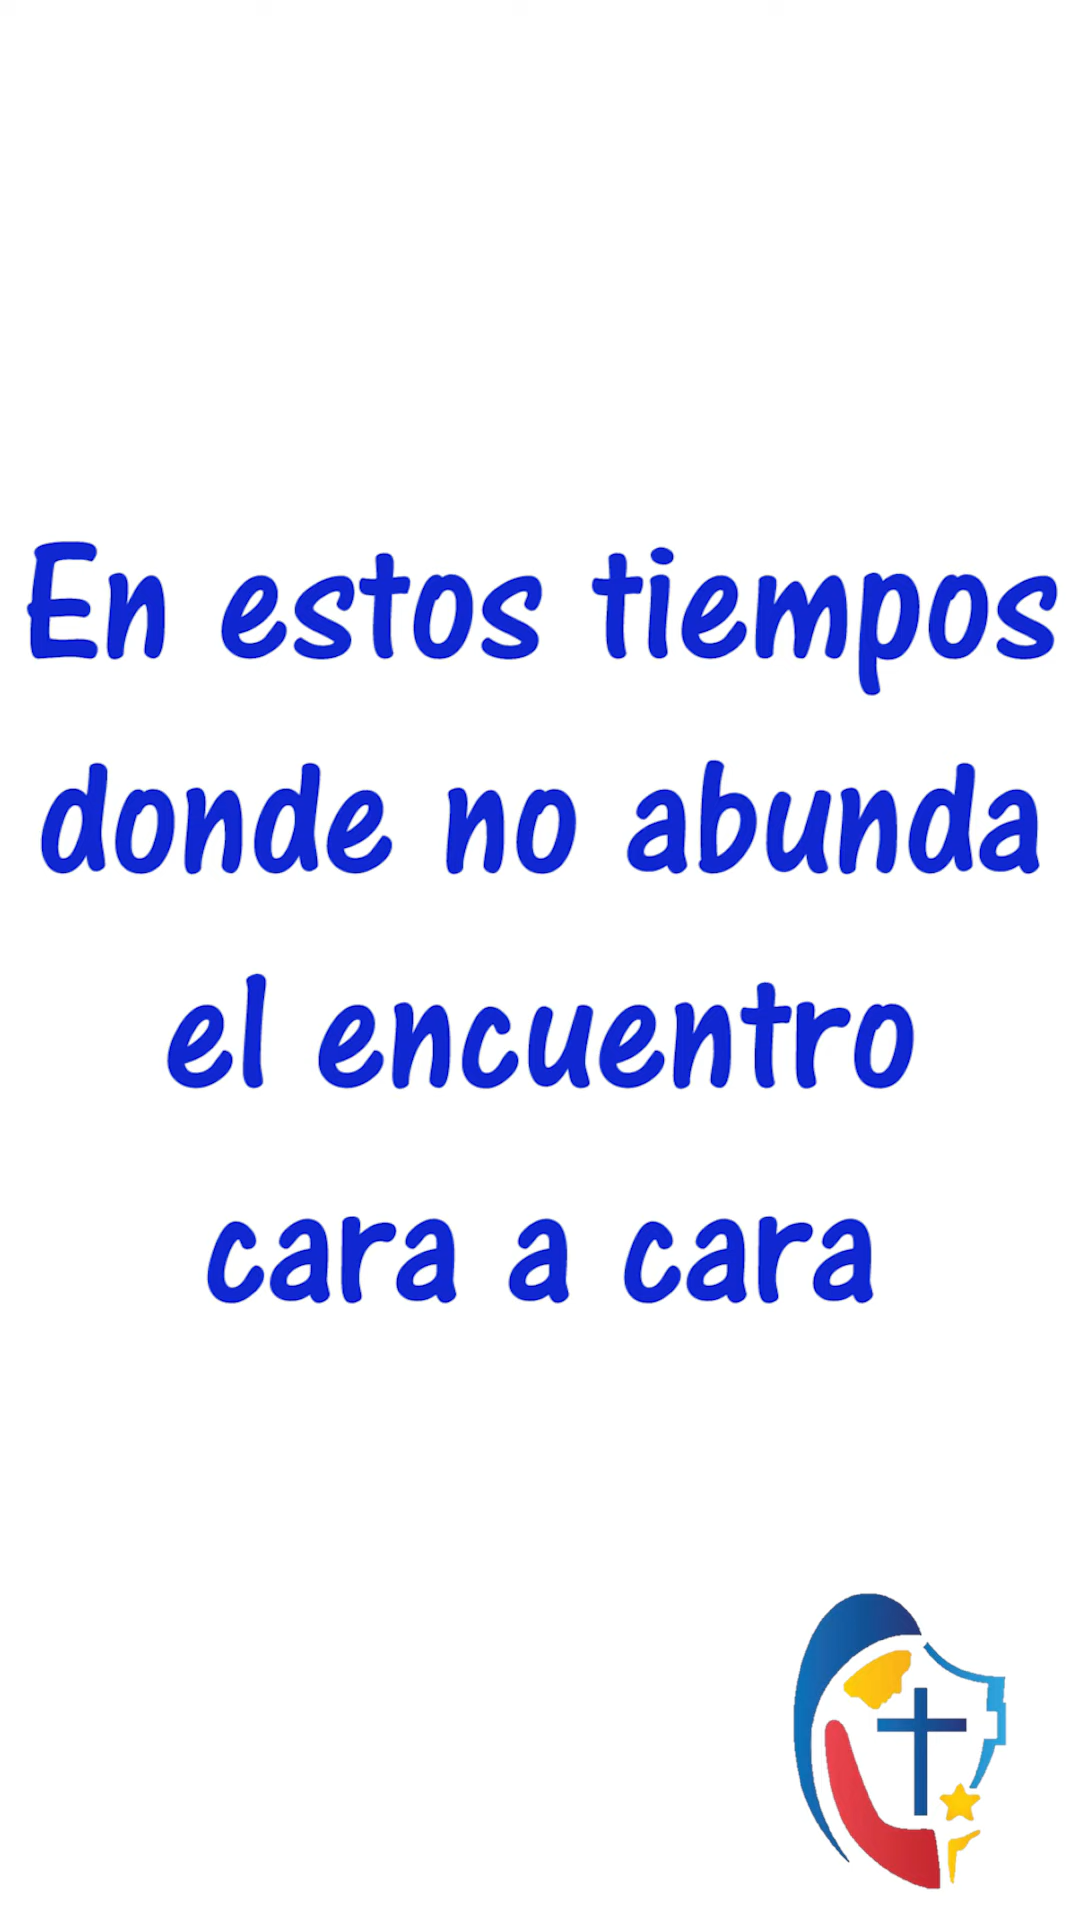 En estos tiempos
donde no abunda
el encuentro
cara a cara